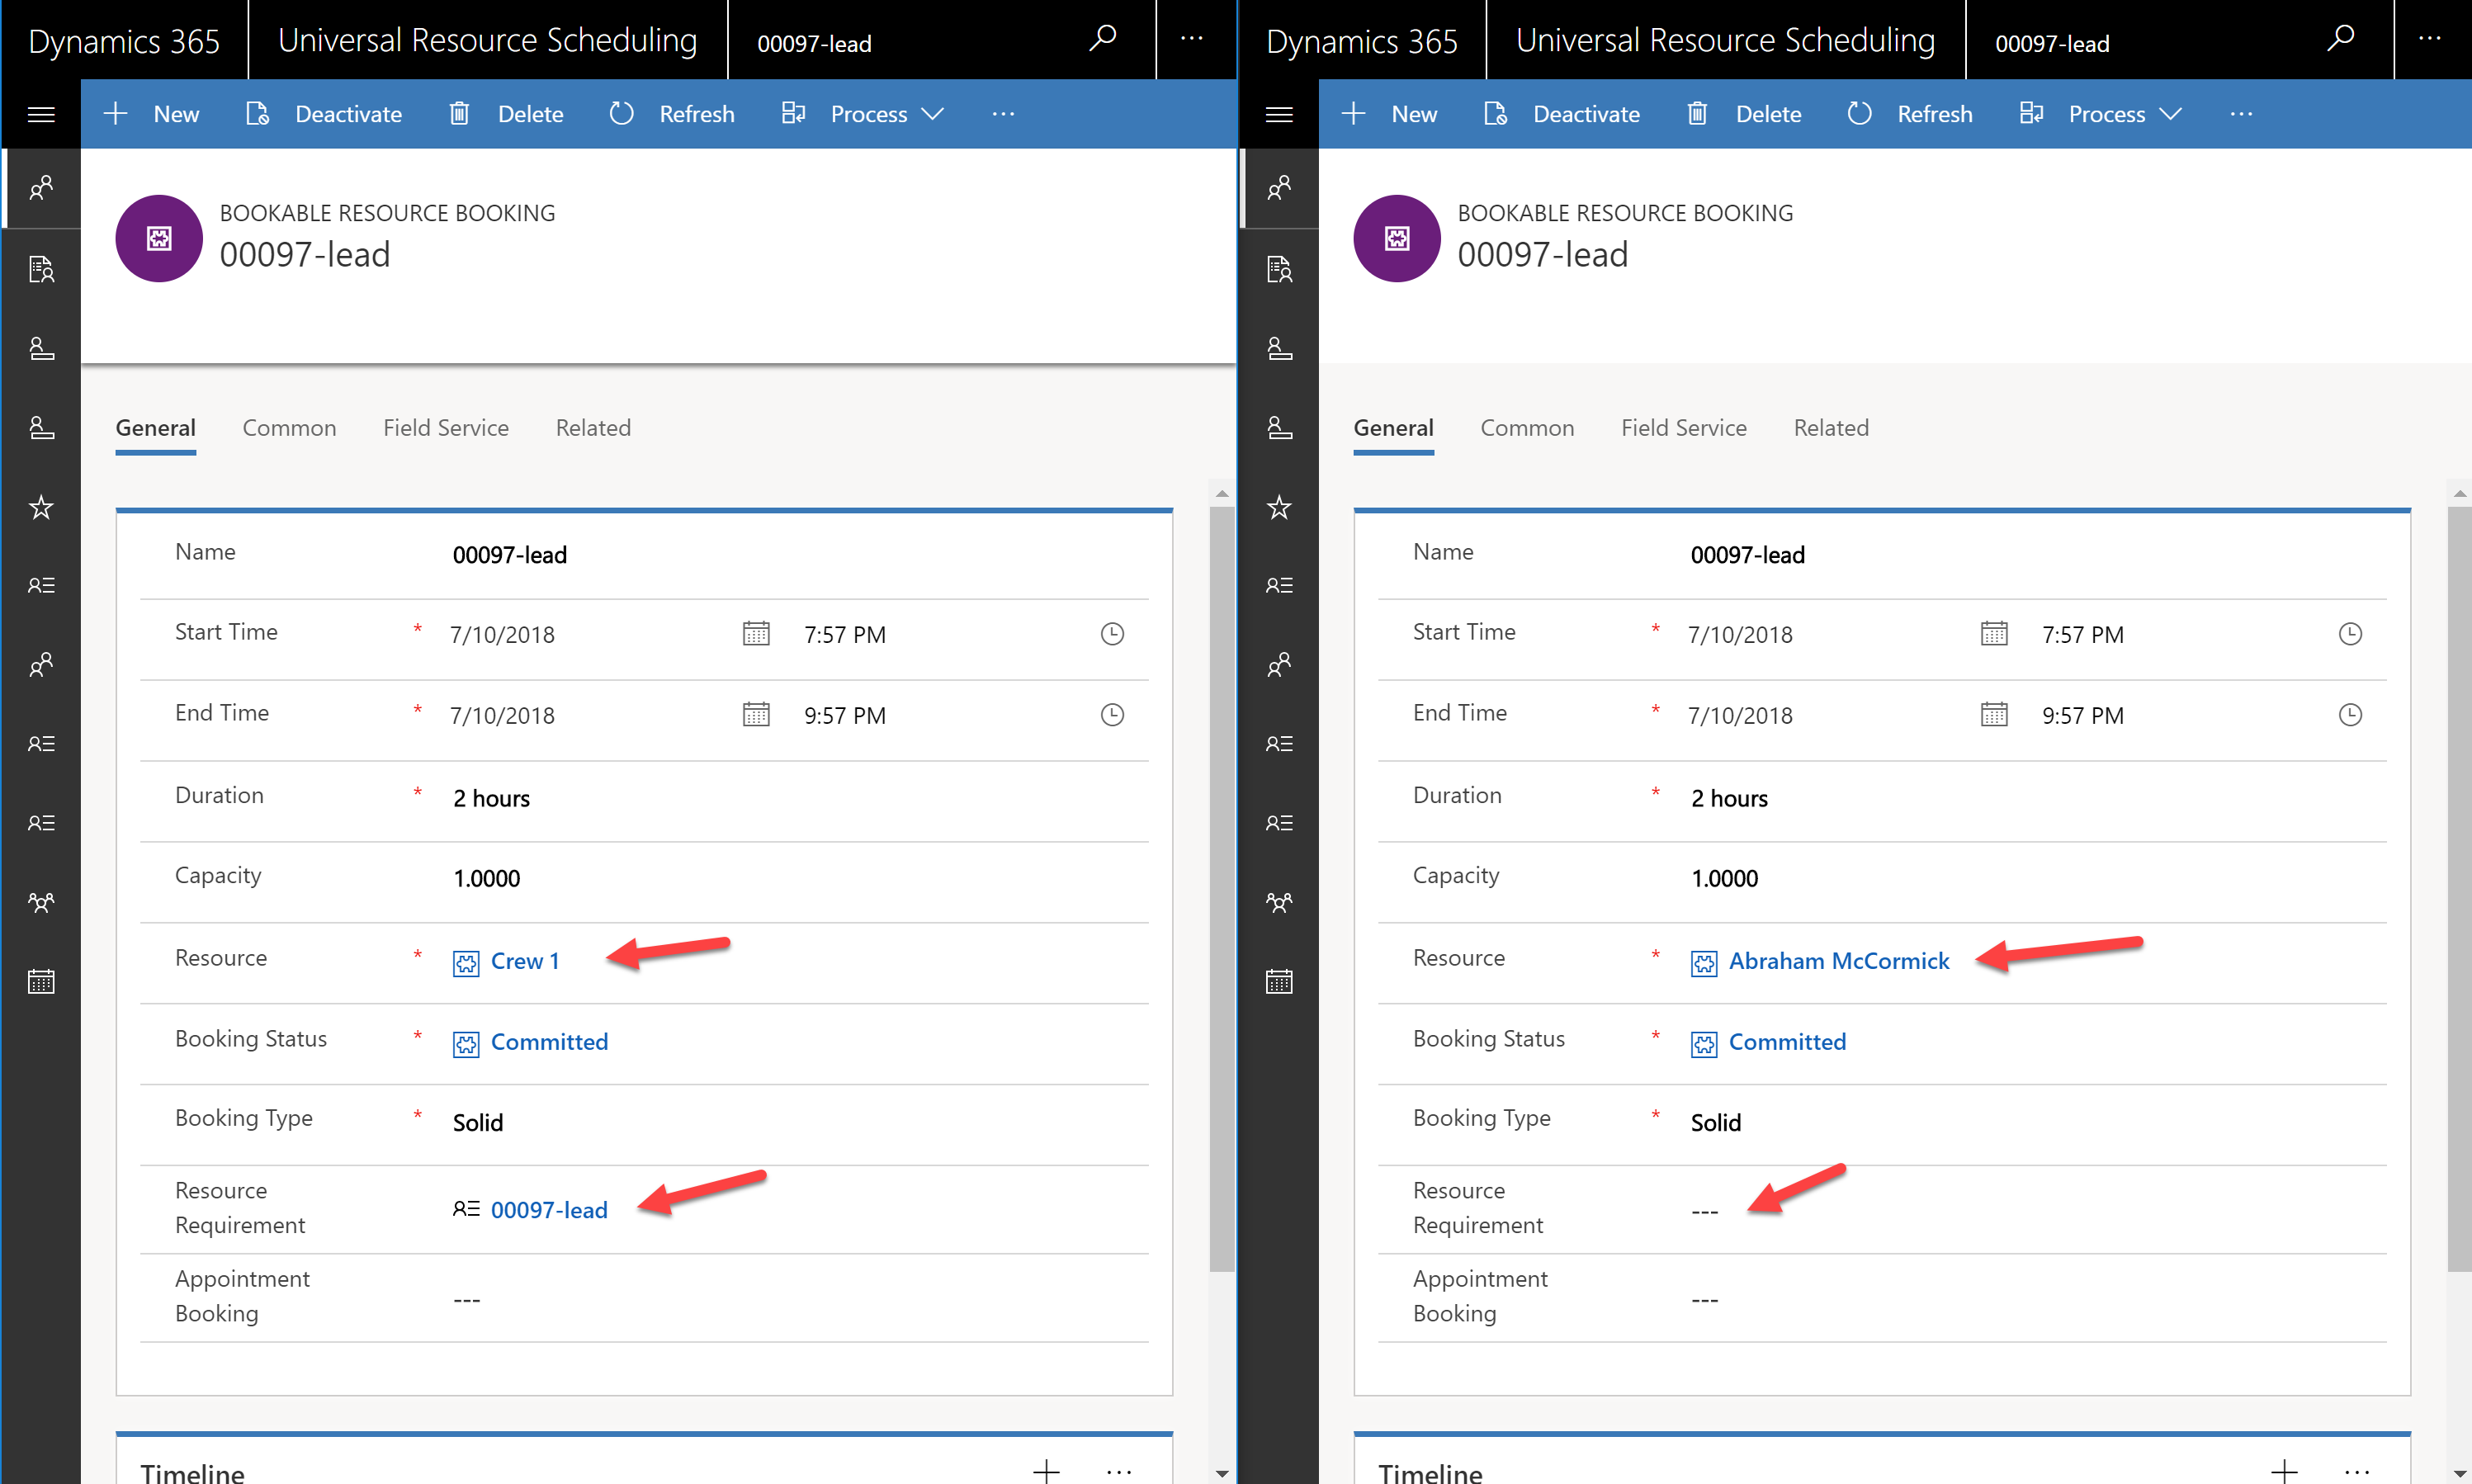 Dynamics 365 Universal Resource Scheduling 00097-lead ...
New Deactivate Delete Refresh Process ...
BOOKABLE RESOURCE BOOKING
00097-lead
General Common Field Service Related
Name 00097-lead
Start Time * 7/10/2018 7:57 PM
End Time * 7/10/2018 9:57 PM
Duration * 2 hours
Capacity 1.0000
Resource * Crew 1
Booking Status * Committed
Booking Type * Solid
Resource
Requirement 00097-lead
Appointment
Booking ---
Timeline ...
Dynamics 365 Universal Resource Scheduling 00097-lead ...
New Deactivate Delete Refresh Process ...
BOOKABLE RESOURCE BOOKING
00097-lead
General Common Field Service Related
Name 00097-lead
Start Time * 7/10/2018 7:57 PM
End Time * 7/10/2018 9:57 PM
Duration * 2 hours
Capacity 1.0000
Resource * Abraham McCormick
Booking Status * Committed
Booking Type * Solid
Resource
Requirement ---
Appointment
Booking ---
Timeline ...